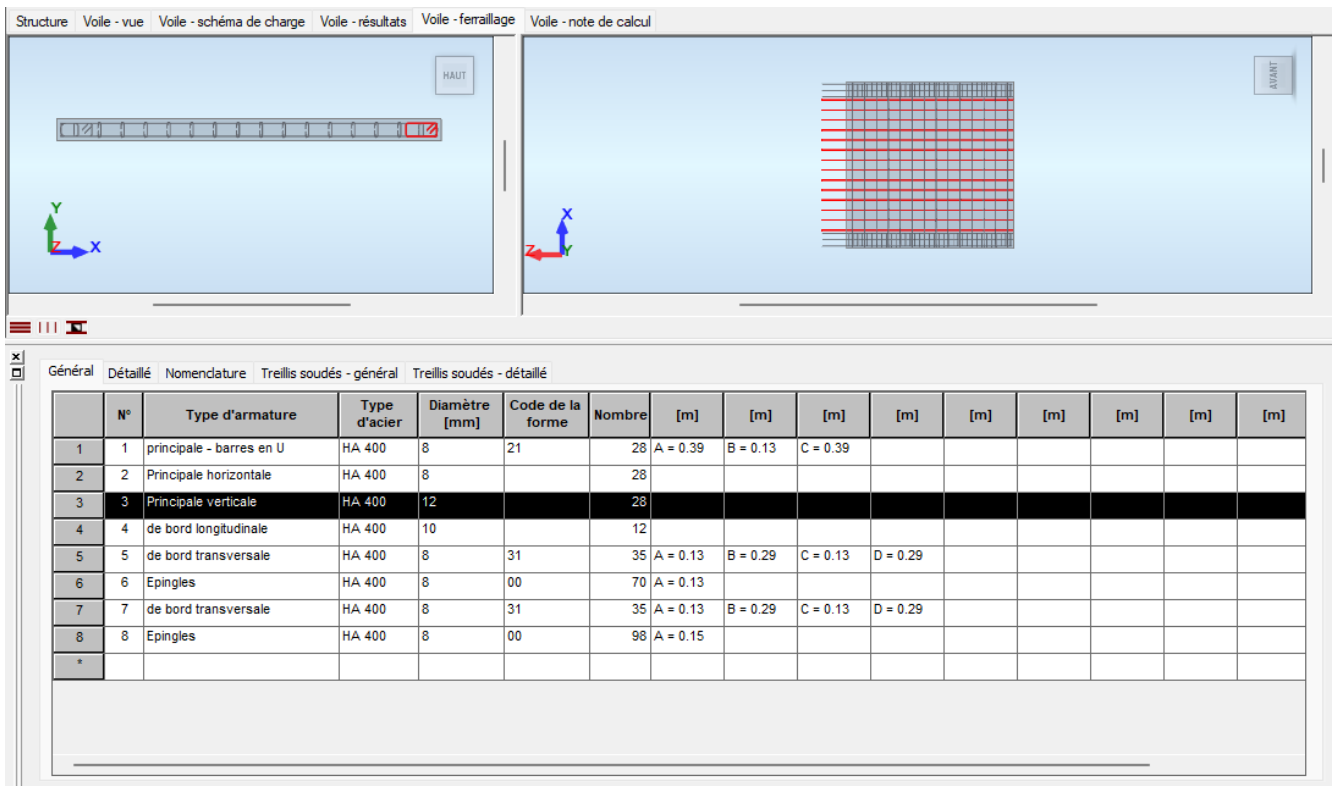 Structure Voile - vue Voile - schéma de charge Voile - résultats Voile - ferraillage Voile - note de calcul
HAUT
AVANT
Y
Z X
X
Z Y
Général Détaillé Nomendature Treillis soudés - général Treillis soudés - détaillé
N° Type d'armature Type d'acier Diamètre [mm] Code de la forme Nombre [m] [m] [m] [m] [m] [m] [m] [m] [m]
1 1 principale - barres en U HA 400 8 21 28 A = 0.39 B = 0.13 C = 0.39
2 2 Principale horizontale HA 400 8 28
3 3 Principale verticale HA 400 12 28
4 4 de bord longitudinale HA 400 10 12
5 5 de bord transversale HA 400 8 31 35 A = 0.13 B = 0.29 C = 0.13 D = 0.29
6 6 Epingles HA 400 8 00 70 A = 0.13
7 7 de bord transversale HA 400 8 31 35 A = 0.13 B = 0.29 C = 0.13 D = 0.29
8 8 Epingles HA 400 8 00 98 A = 0.15
*